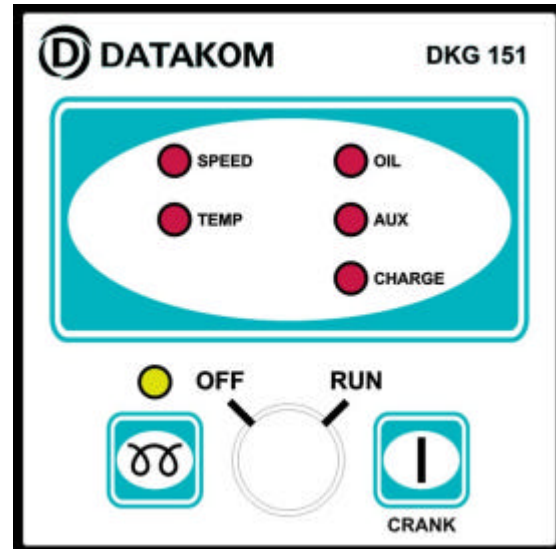 DATAKOM DKG 151
SPEED OIL
TEMP AUX
CHARGE
OFF RUN
CRANK